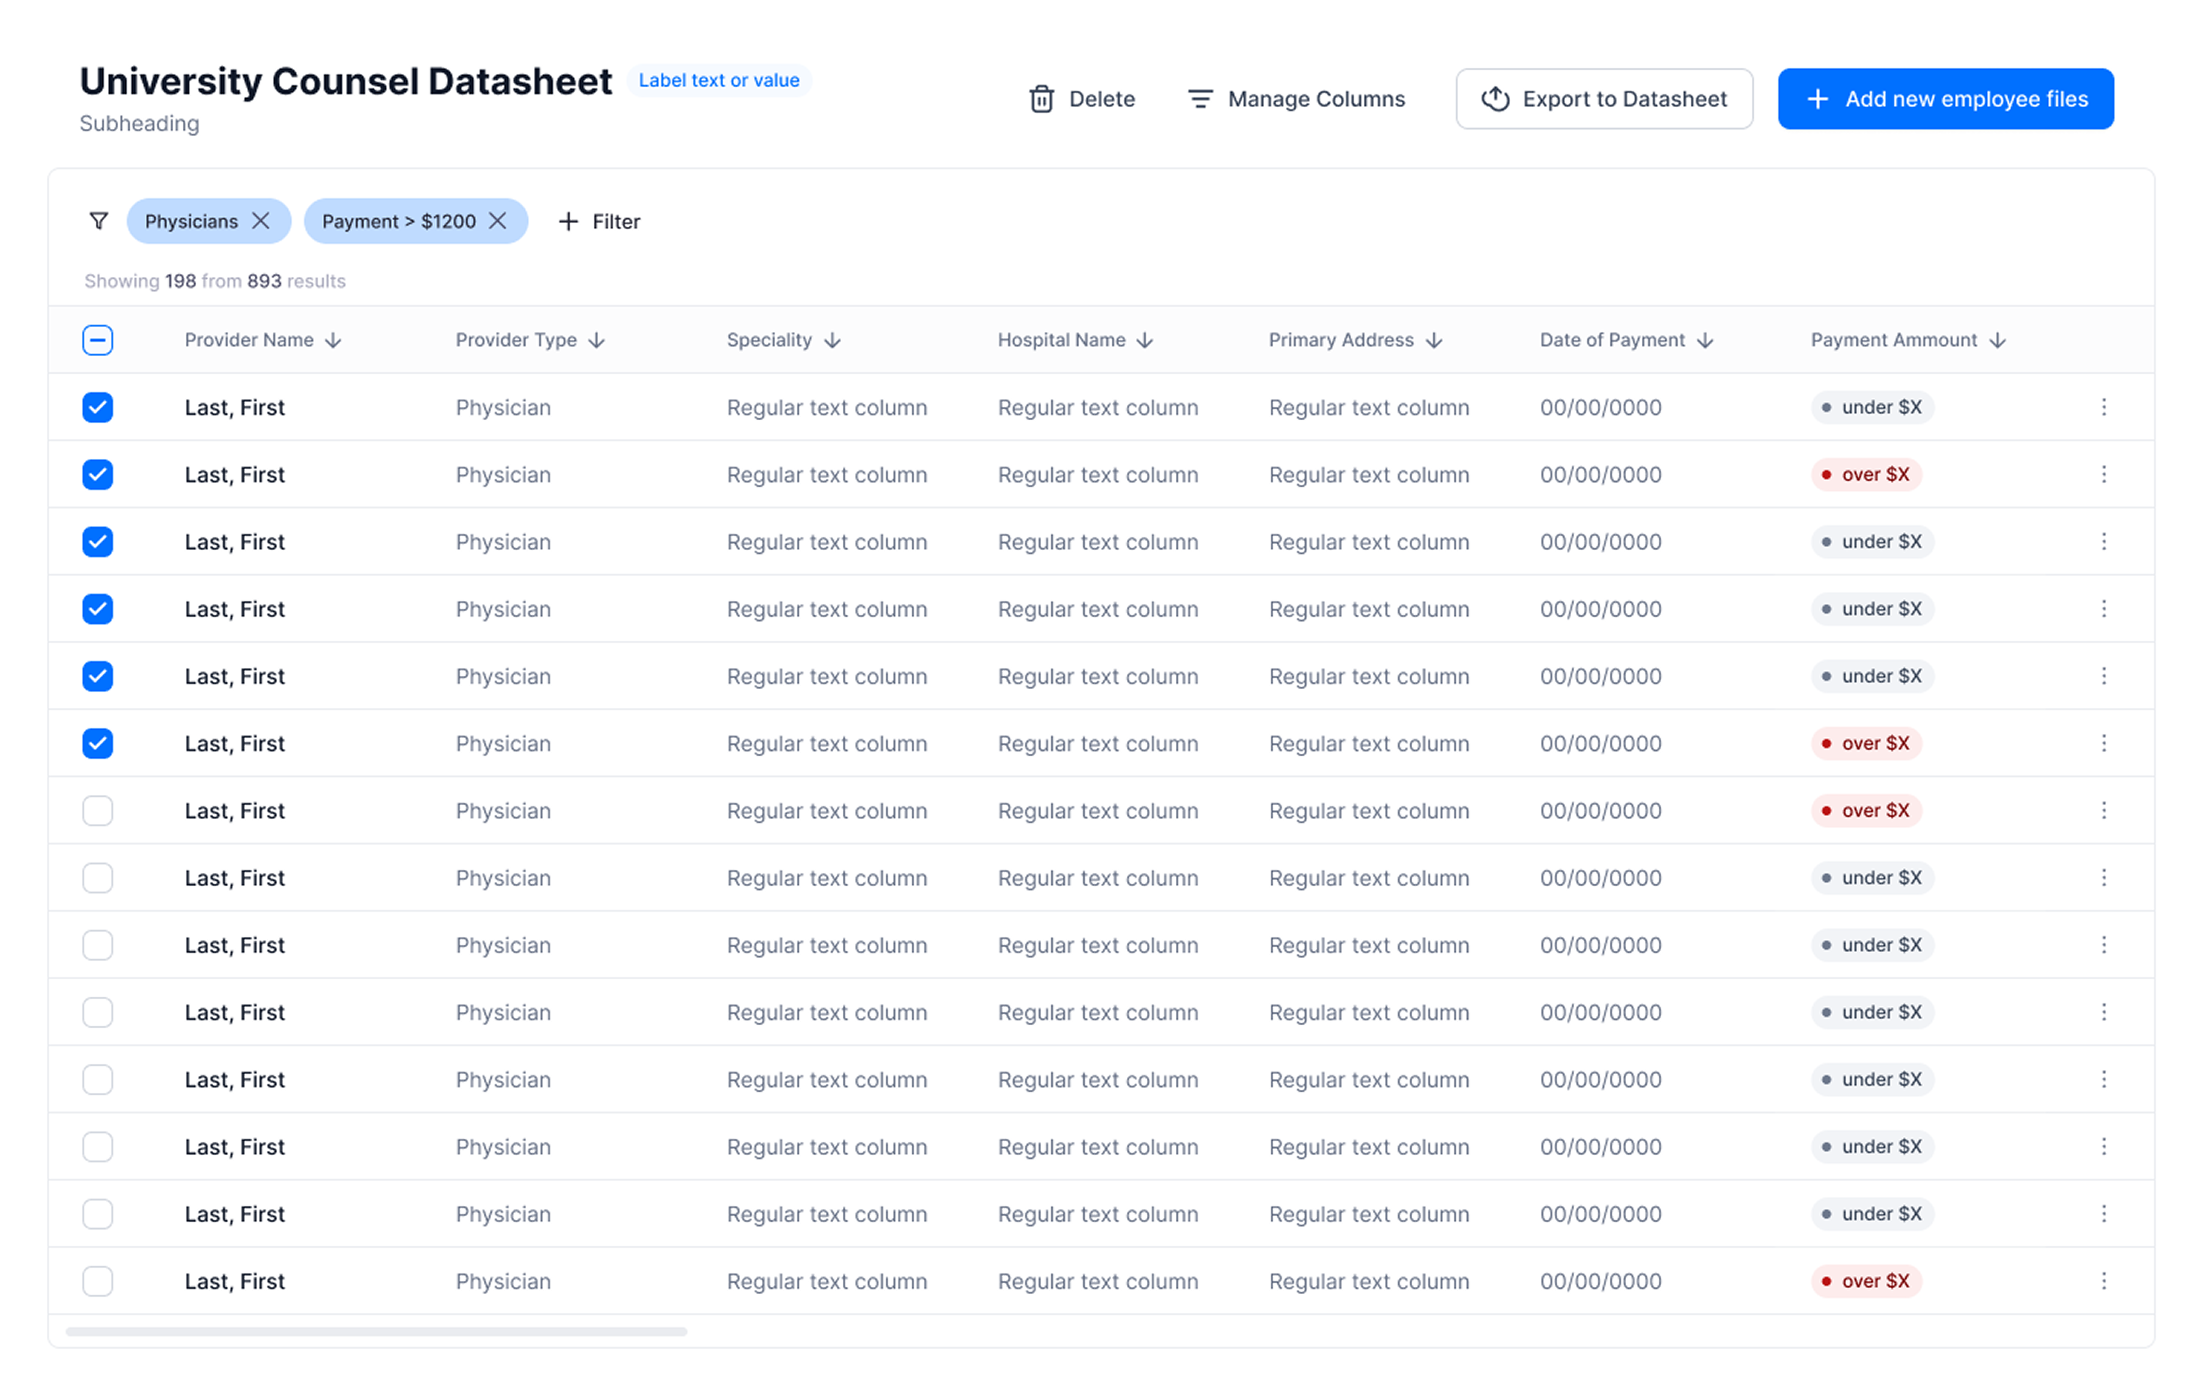 University Counsel Datasheet Label text or value
Subheading
Delete Manage Columns Export to Datasheet Add new employee files
Physicians Payment > $1200 Filter
Showing 198 from 893 results
Provider Name Provider Type Speciality Hospital Name Primary Address Date of Payment Payment Ammount
Last, First Physician Regular text column Regular text column Regular text column 00/00/0000 under $X
Last, First Physician Regular text column Regular text column Regular text column 00/00/0000 over $X
Last, First Physician Regular text column Regular text column Regular text column 00/00/0000 under $X
Last, First Physician Regular text column Regular text column Regular text column 00/00/0000 under $X
Last, First Physician Regular text column Regular text column Regular text column 00/00/0000 under $X
Last, First Physician Regular text column Regular text column Regular text column 00/00/0000 over $X
Last, First Physician Regular text column Regular text column Regular text column 00/00/0000 over $X
Last, First Physician Regular text column Regular text column Regular text column 00/00/0000 under $X
Last, First Physician Regular text column Regular text column Regular text column 00/00/0000 under $X
Last, First Physician Regular text column Regular text column Regular text column 00/00/0000 under $X
Last, First Physician Regular text column Regular text column Regular text column 00/00/0000 under $X
Last, First Physician Regular text column Regular text column Regular text column 00/00/0000 under $X
Last, First Physician Regular text column Regular text column Regular text column 00/00/0000 under $X
Last, First Physician Regular text column Regular text column Regular text column 00/00/0000 over $X